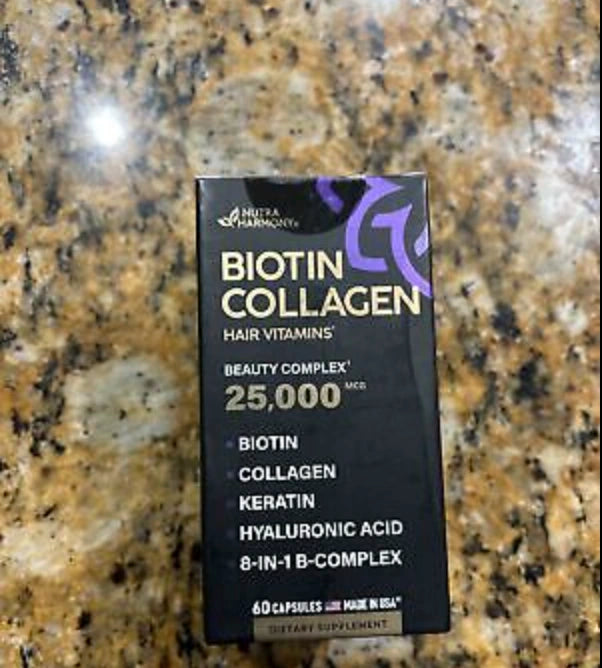 NUTRA
HARMONY®
BIOTIN
COLLAGEN
HAIR VITAMINS*
BEAUTY COMPLEX*
25,000 MCG
BIOTIN
COLLAGEN
KERATIN
HYALURONIC ACID
8-IN-1 B-COMPLEX
60 CAPSULES MADE IN USA*
DIETARY SUPPLEMENT